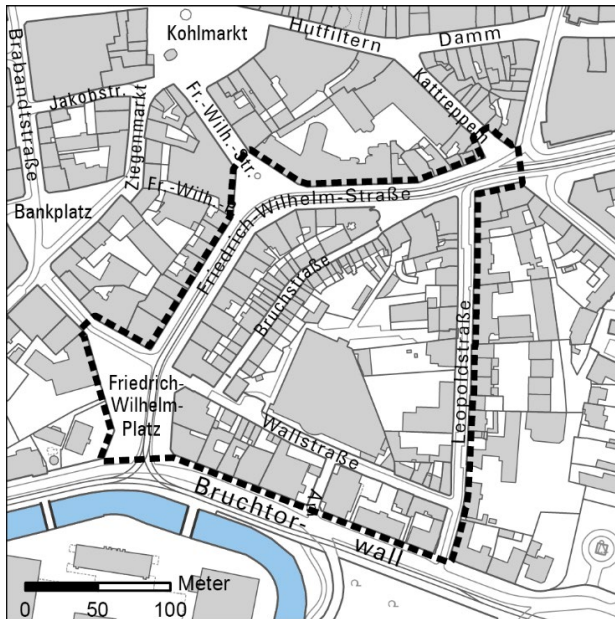 Kohlmarkt
Hutfiltern
Damm
Brabandtstraße
Jakobstr.
Ziegenmarkt
Fr.-Wilh.-Str.
Kattreppeln
Bankplatz
Fr.-Wilh.-
Friedrich-Wilhelm-Straße
Bruchstraße
Leopoldstraße
Friedrich-
Wilhelm-
Platz
Wallstraße
Bruchtor-
wall
Meter
0 50 100